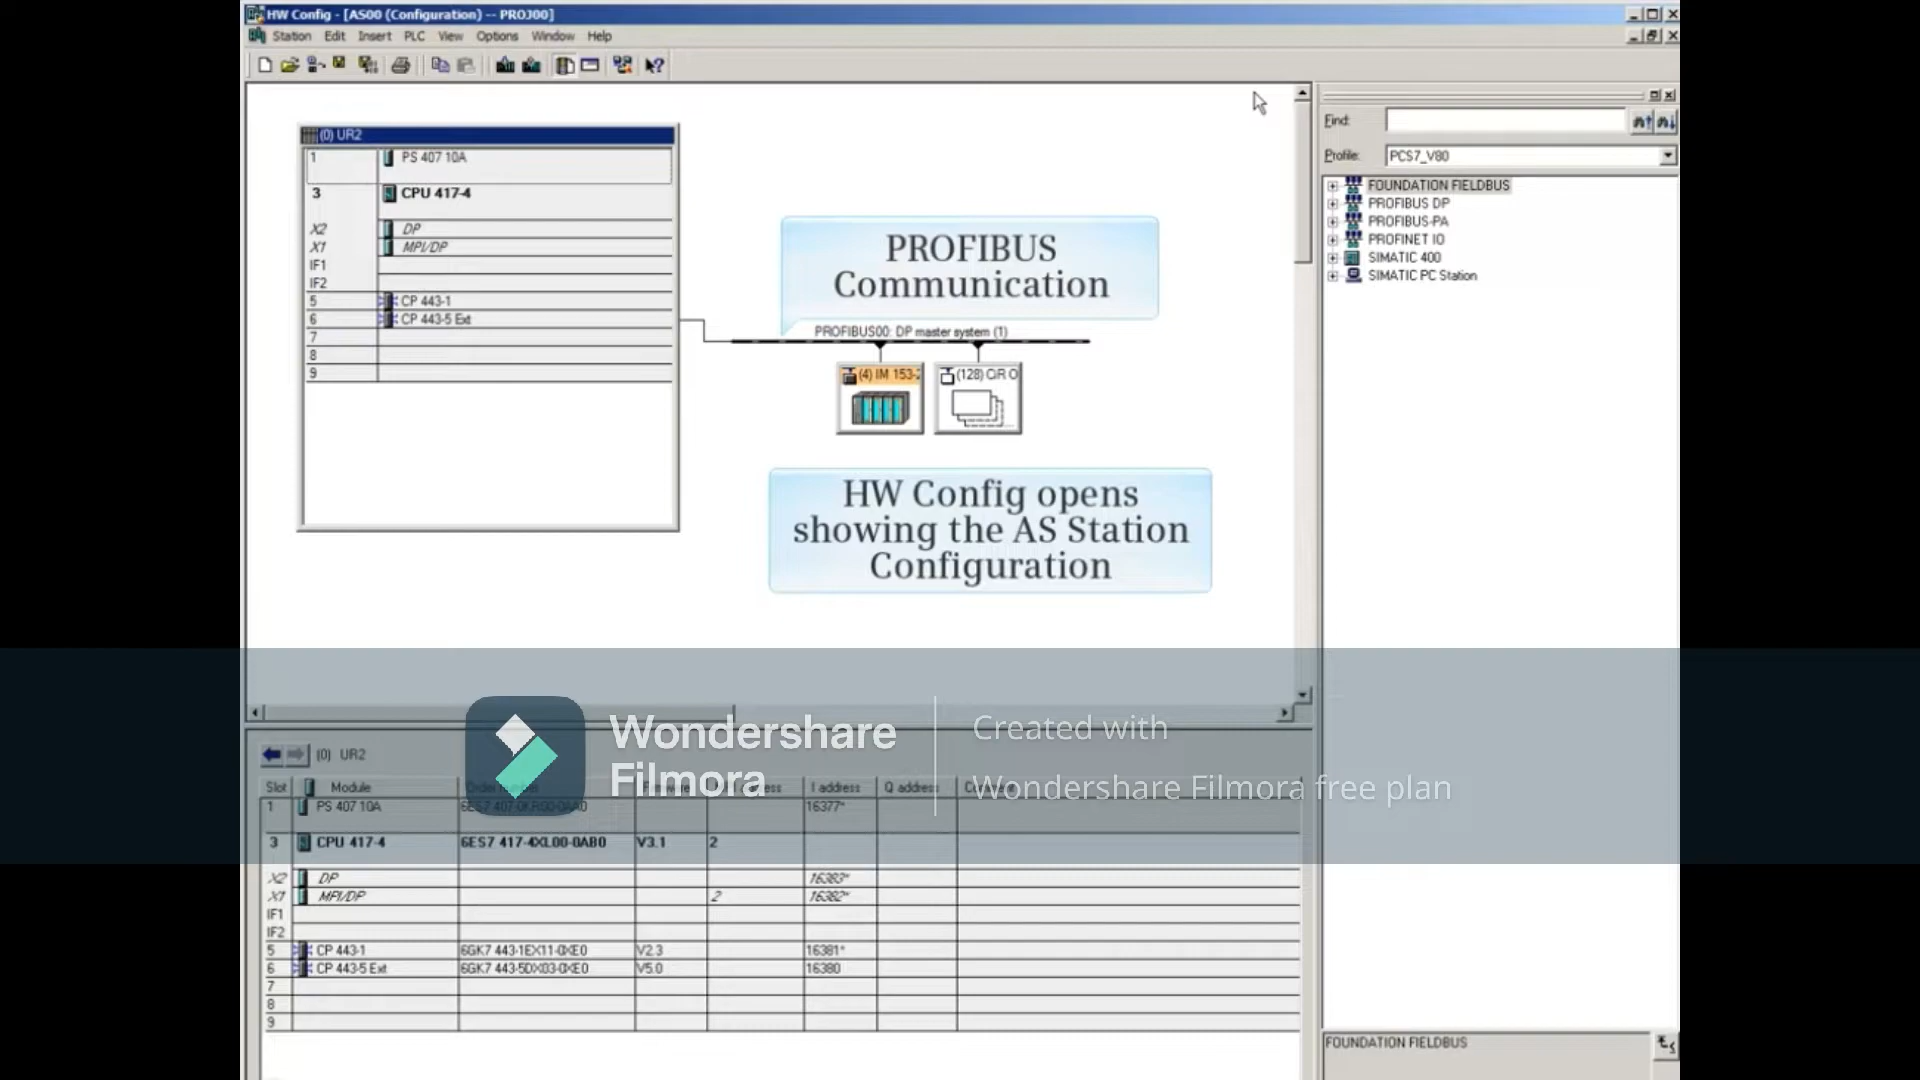 HW Config - [AS00 (Configuration) -- PROJ00]
Station Edit Insert PLC View Options Window Help
(0) UR2
1 PS 407 10A
3 CPU 417-4
X2 DP
X1 MPI/DP
IF1
IF2
5 CP 443-1
6 CP 443-5 Ext
7
8
9
PROFIBUS
Communication
PROFIBUS00: DP master system (1)
(4) IM 153-2
(128) CiR O
HW Config opens
showing the AS Station
Configuration
Find:
Profile: PCS7_V80
FOUNDATION FIELDBUS
PROFIBUS DP
PROFIBUS-PA
PROFINET IO
SIMATIC 400
SIMATIC PC Station
Wondershare
Filmora
Created with
Wondershare Filmora free plan
(0) UR2
Slot Module I address Q address
1 PS 407 10A 16377*
3 CPU 417-4 6ES7 417-4XL00-0AB0 V3.1 2
X2 DP 16383*
X1 MPI/DP 2 16382*
IF1
IF2
5 CP 443-1 6GK7 443-1EX11-0XE0 V2.3 16381*
6 CP 443-5 Ext 6GK7 443-5DX03-0XE0 V5.0 16380
7
8
9
FOUNDATION FIELDBUS